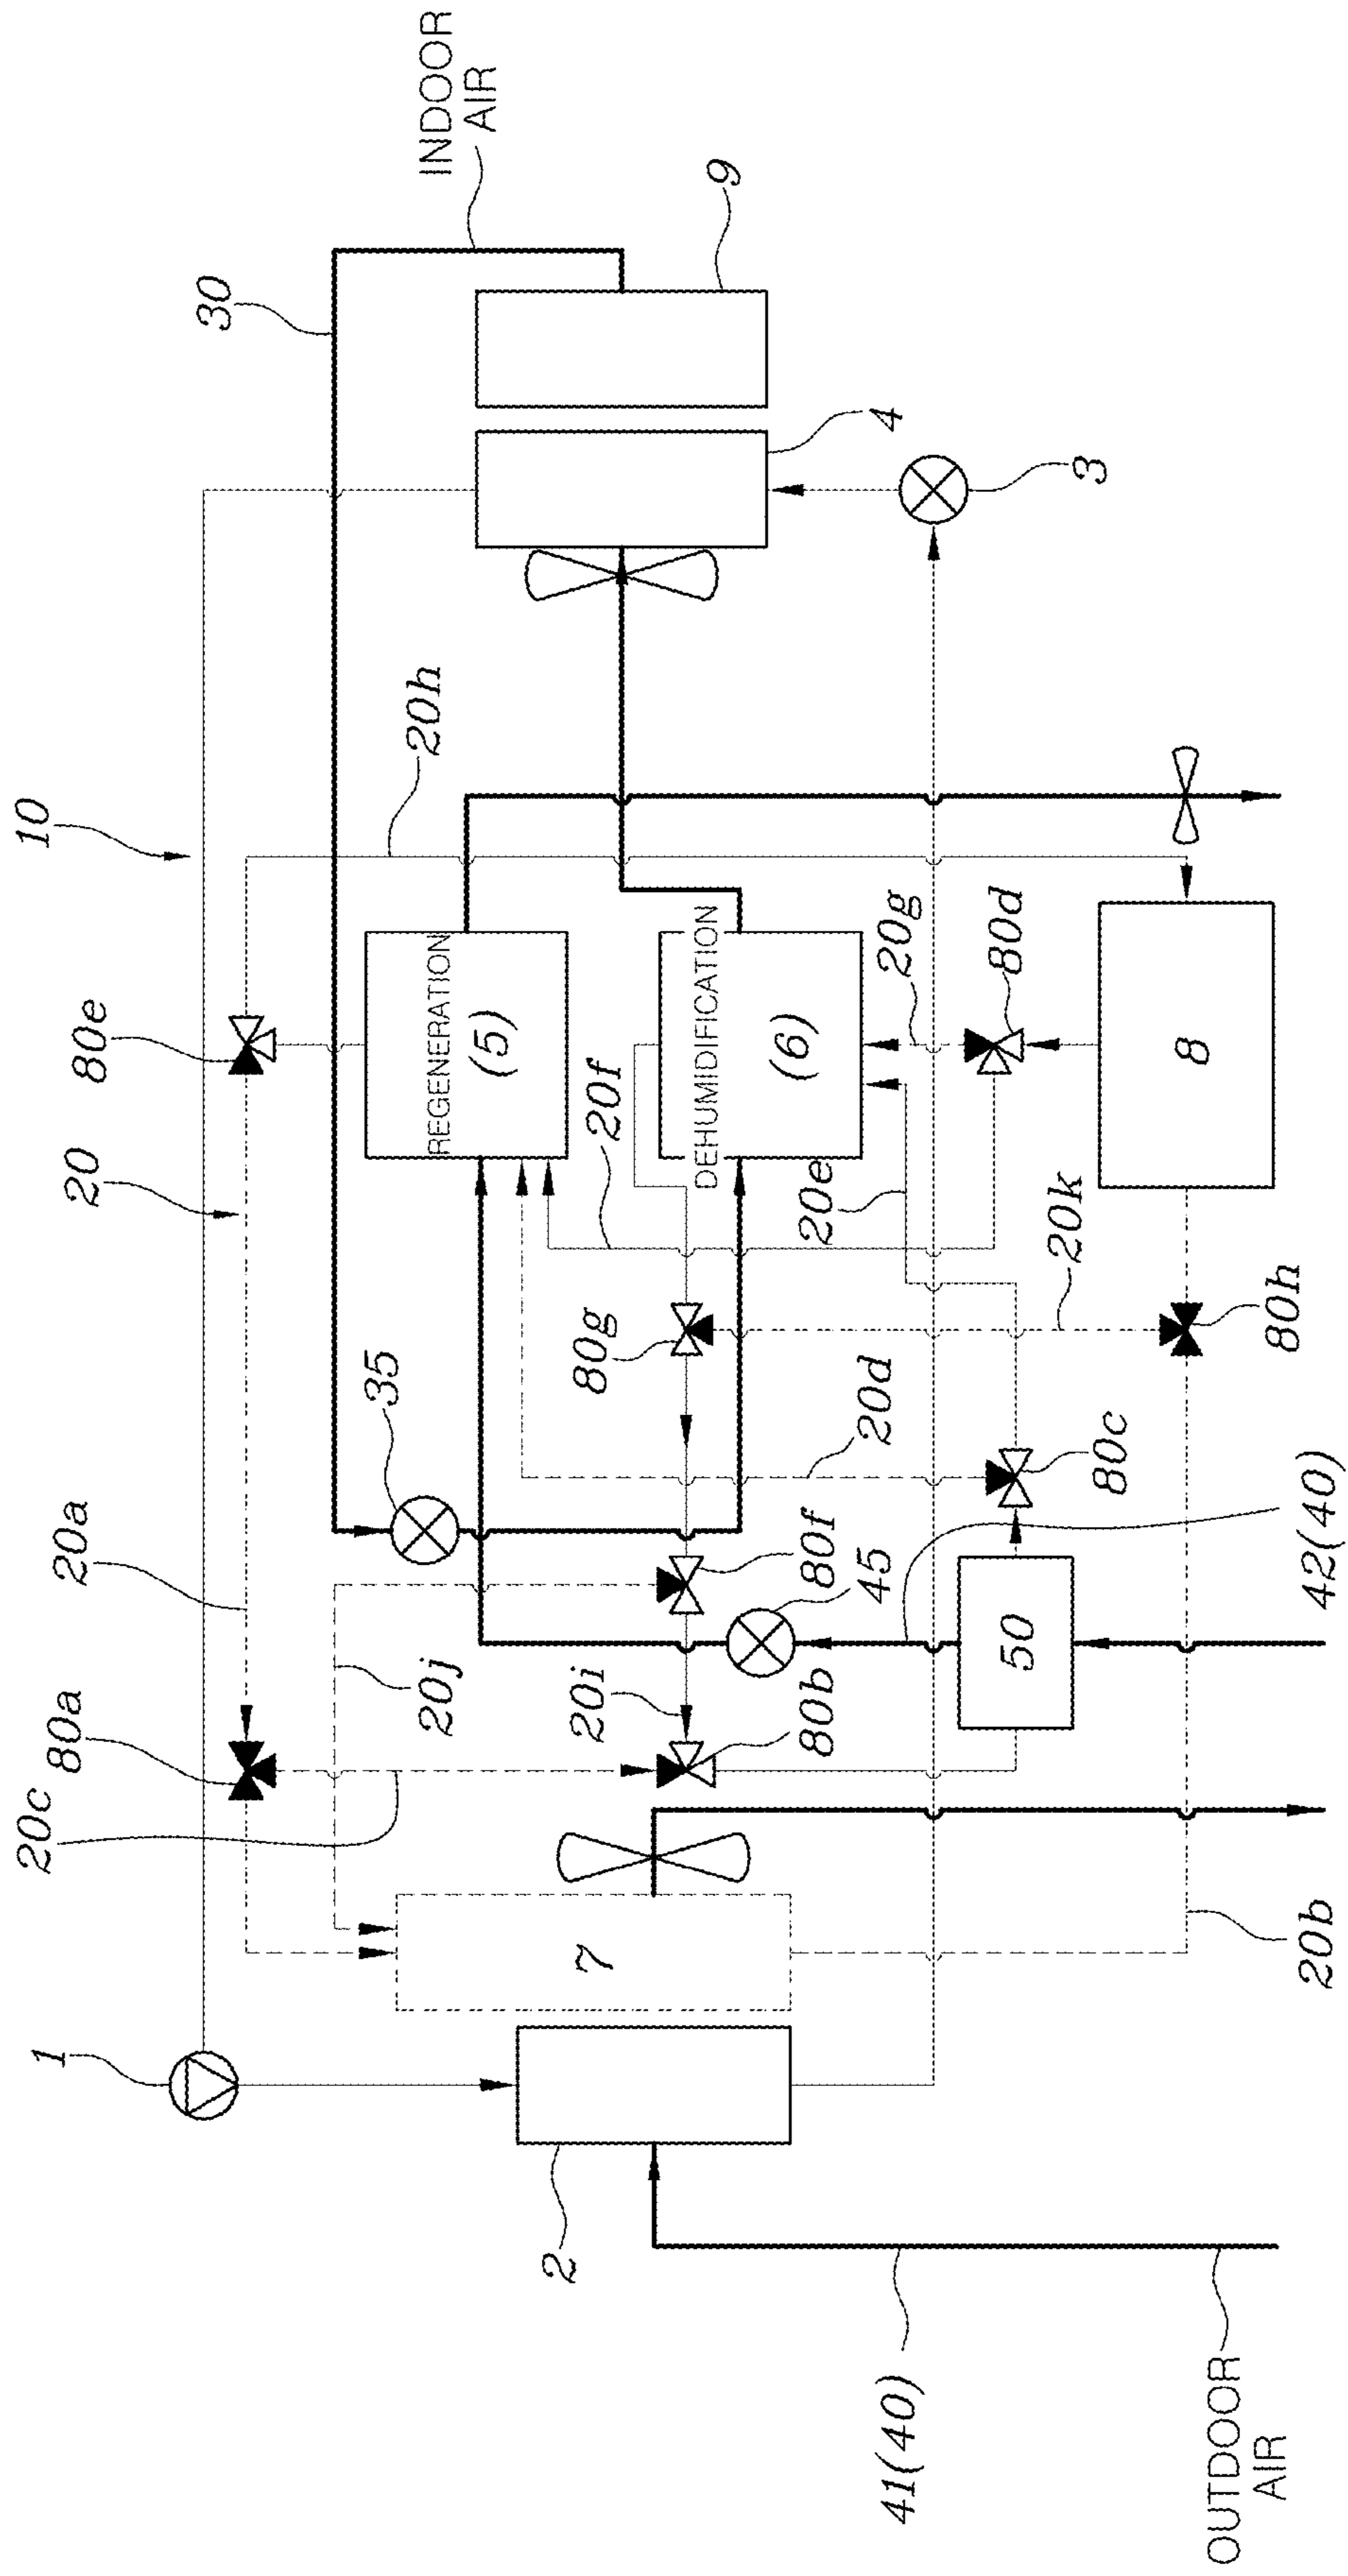 10
20
30
INDOOR
AIR
20c
80a
20a
80e
20h
1
20j
35
REGENERATION
(5)
20f
9
4
7
20i
80b
80f
45
80g
20d
DEHUMIDIFICATION
(6)
20e
20g
80d
3
2
50
80c
20k
8
80h
41(40)
OUTDOOR
AIR
20b
42(40)